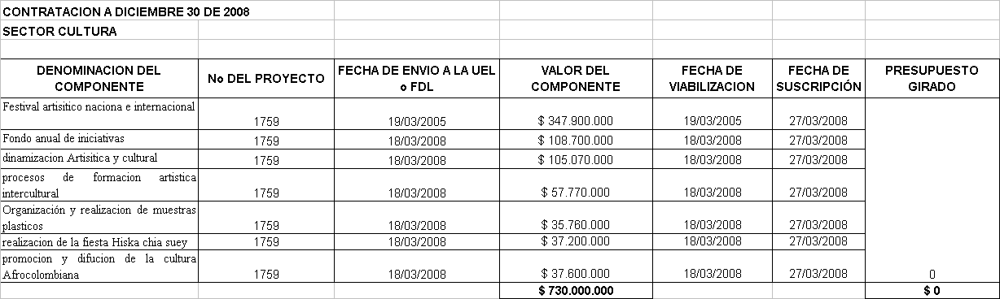 CONTRATACION A DICIEMBRE 30 DE 2008
SECTOR CULTURA
DENOMINACION DEL COMPONENTE No DEL PROYECTO FECHA DE ENVIO A LA UEL o FDL VALOR DEL COMPONENTE FECHA DE VIABILIZACION FECHA DE SUSCRIPCIÓN PRESUPUESTO GIRADO
Festival artisitico naciona e internacional 1759 19/03/2005 $ 347.900.000 19/03/2005 27/03/2008
Fondo anual de iniciativas 1759 18/03/2008 $ 108.700.000 18/03/2008 27/03/2008
dinamizacion Artisitica y cultural 1759 18/03/2008 $ 105.070.000 18/03/2008 27/03/2008
procesos de formacion artistica intercultural 1759 18/03/2008 $ 57.770.000 18/03/2008 27/03/2008
Organización y realizacion de muestras plasticos 1759 18/03/2008 $ 35.760.000 18/03/2008 27/03/2008
realizacion de la fiesta Hiska chia suey 1759 18/03/2008 $ 37.200.000 18/03/2008 27/03/2008
promocion y difucion de la cultura Afrocolombiana 1759 18/03/2008 $ 37.600.000 18/03/2008 27/03/2008 0
$ 730.000.000 $ 0